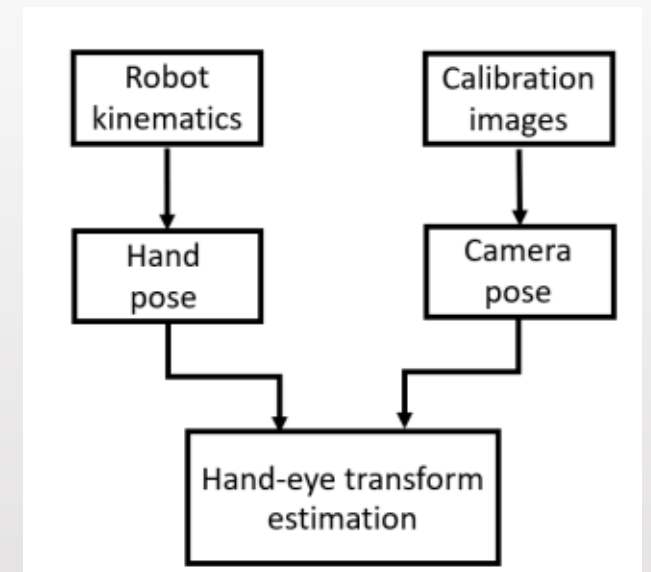 Robot
kinematics
Calibration
images
Hand
pose
Camera
pose
Hand-eye transform
estimation